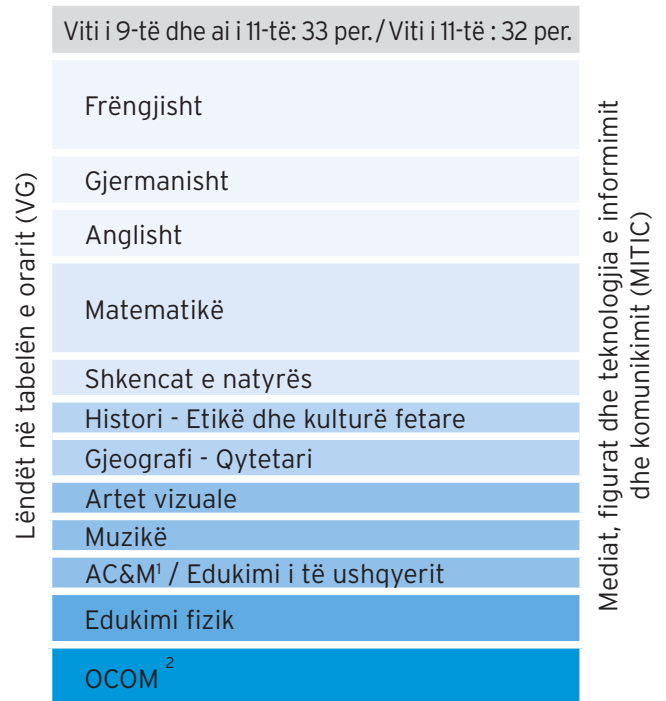 Viti i 9-të dhe ai i 11-të: 33 per./Viti i 11-të : 32 per.
Lëndët në tabelën e orarit (VG)
Frëngjisht
Gjermanisht
Anglisht
Matematikë
Shkencat e natyrës
Histori - Etikë dhe kulturë fetare
Gjeografi - Qytetari
Artet vizuale
Muzikë
AC&M¹ / Edukimi i të ushqyerit
Edukimi fizik
OCOM ²
Mediat, figurat dhe teknologjia e informimit
dhe komunikimit (MITIC)